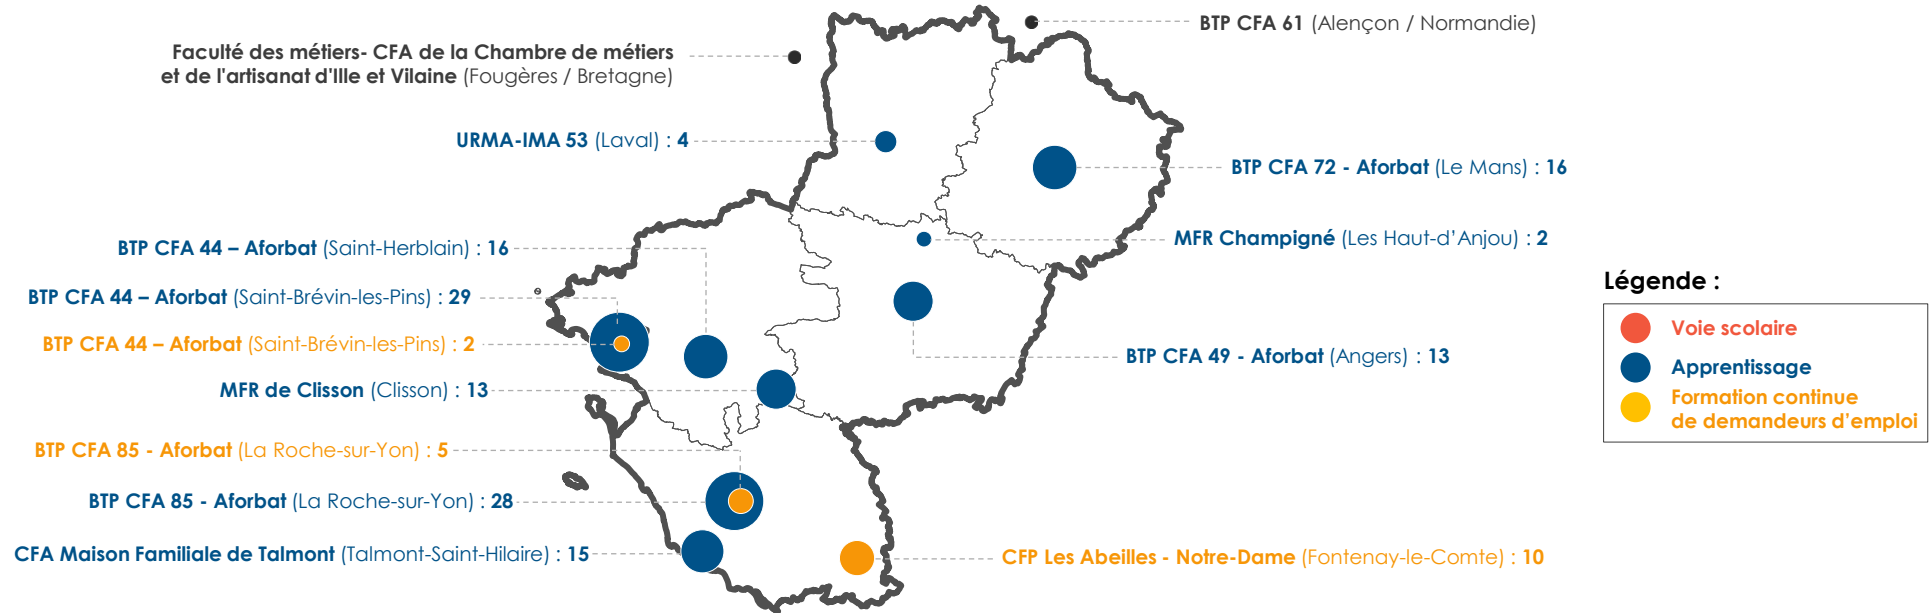 BTP CFA 61 (Alençon / Normandie)
Faculté des métiers- CFA de la Chambre de métiers
et de l'artisanat d'Ille et Vilaine (Fougères / Bretagne)
URMA-IMA 53 (Laval) : 4
BTP CFA 72 - Aforbat (Le Mans) : 16
MFR Champigné (Les Haut-d'Anjou) : 2
BTP CFA 44 – Aforbat (Saint-Herblain) : 16
BTP CFA 44 – Aforbat (Saint-Brévin-les-Pins) : 29
BTP CFA 44 – Aforbat (Saint-Brévin-les-Pins) : 2
BTP CFA 49 - Aforbat (Angers) : 13
MFR de Clisson (Clisson) : 13
BTP CFA 85 - Aforbat (La Roche-sur-Yon) : 5
BTP CFA 85 - Aforbat (La Roche-sur-Yon) : 28
CFA Maison Familiale de Talmont (Talmont-Saint-Hilaire) : 15
CFP Les Abeilles - Notre-Dame (Fontenay-le-Comte) : 10
Légende :
Voie scolaire
Apprentissage
Formation continue
de demandeurs d'emploi